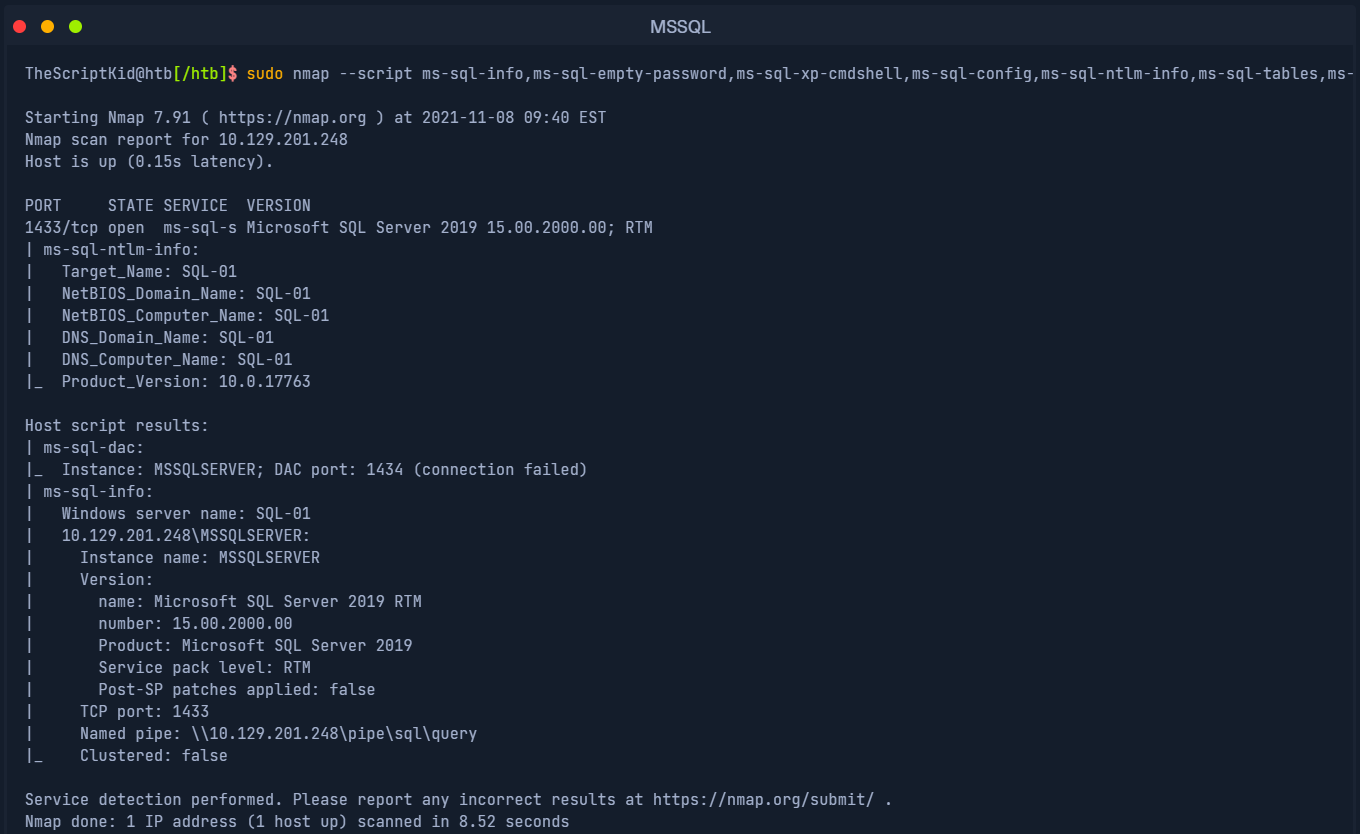 MSSQL
TheScriptKid@htb[/htb]$ sudo nmap --script ms-sql-info,ms-sql-empty-password,ms-sql-xp-cmdshell,ms-sql-config,ms-sql-ntlm-info,ms-sql-tables,ms-
Starting Nmap 7.91 ( https://nmap.org ) at 2021-11-08 09:40 EST
Nmap scan report for 10.129.201.248
Host is up (0.15s latency).
PORT     STATE SERVICE  VERSION
1433/tcp open  ms-sql-s Microsoft SQL Server 2019 15.00.2000.00; RTM
| ms-sql-ntlm-info:
|   Target_Name: SQL-01
|   NetBIOS_Domain_Name: SQL-01
|   NetBIOS_Computer_Name: SQL-01
|   DNS_Domain_Name: SQL-01
|   DNS_Computer_Name: SQL-01
|_  Product_Version: 10.0.17763
Host script results:
| ms-sql-dac:
|_  Instance: MSSQLSERVER; DAC port: 1434 (connection failed)
| ms-sql-info:
|   Windows server name: SQL-01
|   10.129.201.248\MSSQLSERVER:
|     Instance name: MSSQLSERVER
|     Version:
|       name: Microsoft SQL Server 2019 RTM
|       number: 15.00.2000.00
|       Product: Microsoft SQL Server 2019
|       Service pack level: RTM
|       Post-SP patches applied: false
|     TCP port: 1433
|     Named pipe: \\10.129.201.248\pipe\sql\query
|_    Clustered: false
Service detection performed. Please report any incorrect results at https://nmap.org/submit/ .
Nmap done: 1 IP address (1 host up) scanned in 8.52 seconds